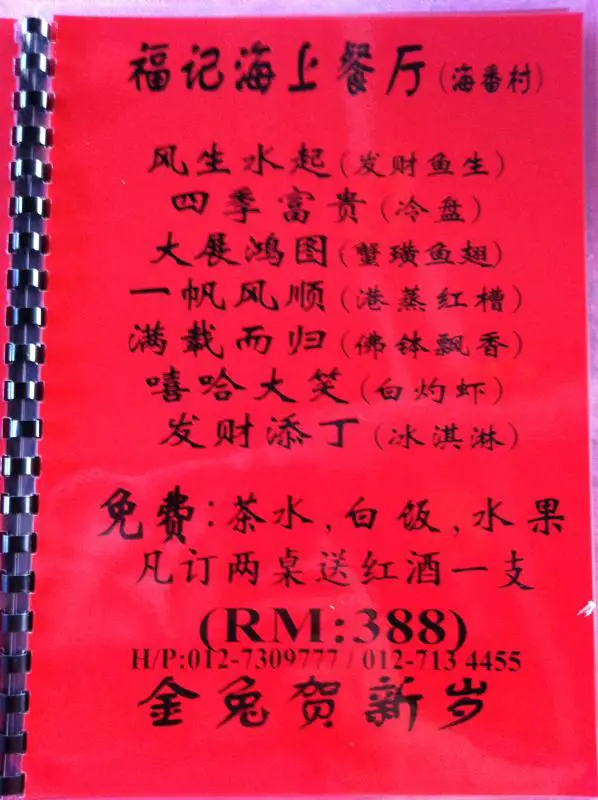 福记海上餐厅(海番村)
风生水起(发财鱼生)
四季富贵(冷盘)
大展鸿图(蟹璜鱼翅)
一帆风顺(港蒸红槽)
满载而归(佛钵飘香)
嘻哈大笑(白灼虾)
发财添丁(冰淇淋)
免费:茶水,白饭,水果
凡订两桌送红酒一支
(RM:388)
H/P:012-7309777 / 012-713 4455
金兔贺新岁